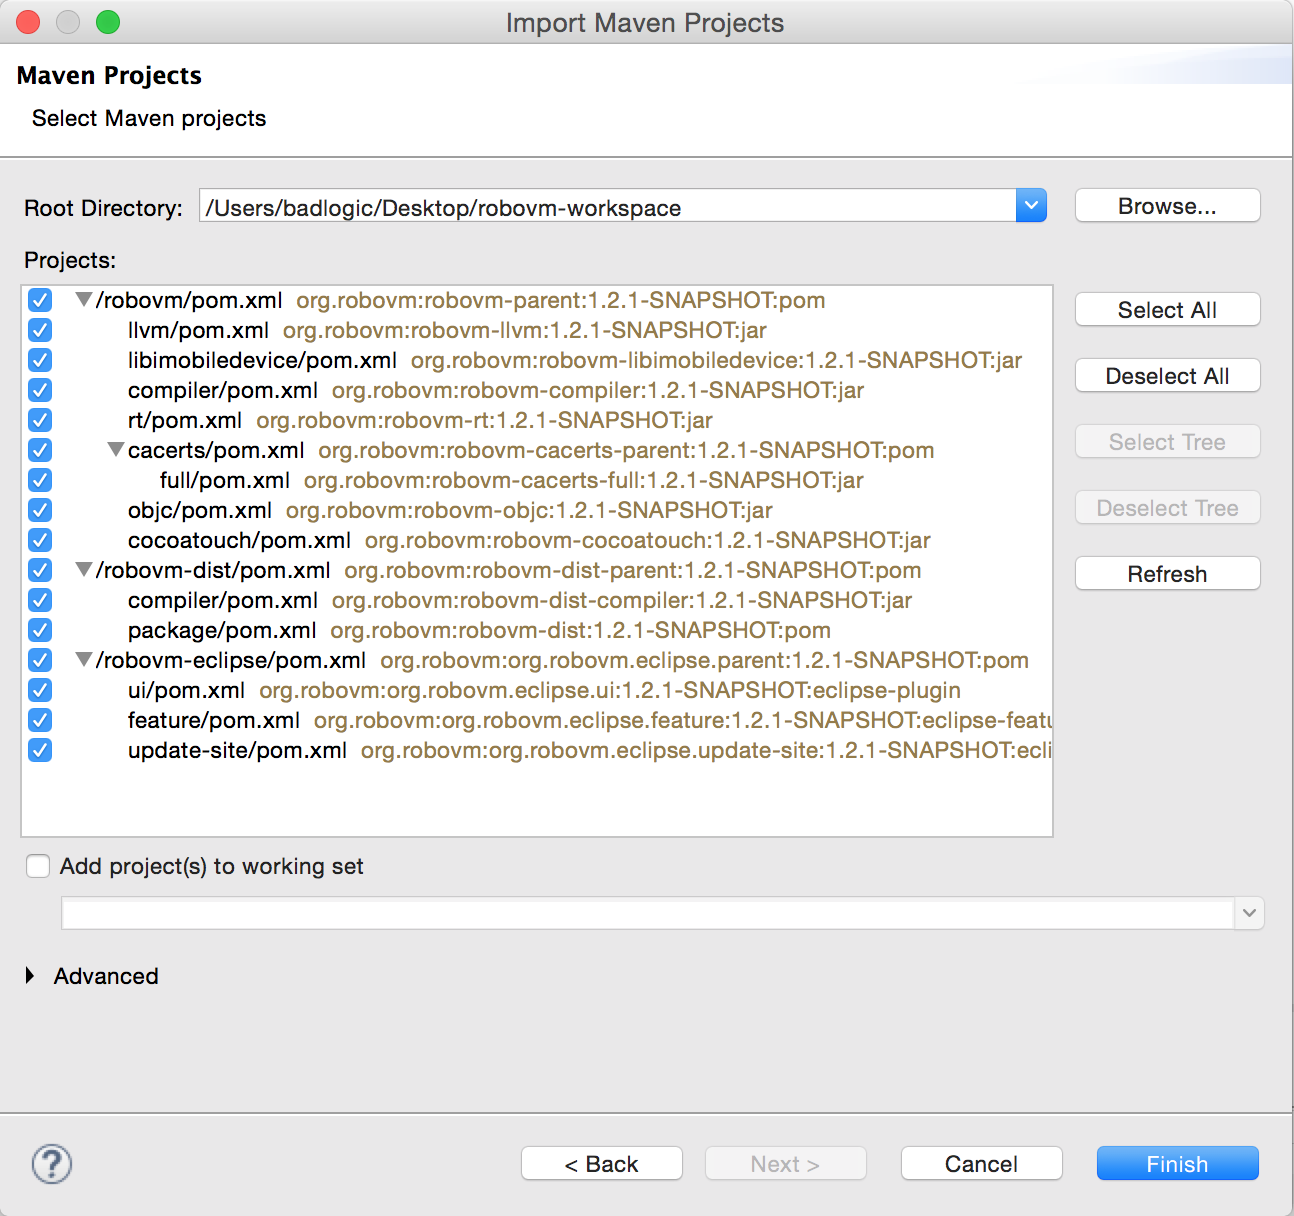 Import Maven Projects
Maven Projects
Select Maven projects
Root Directory: /Users/badlogic/Desktop/robovm-workspace Browse...
Projects:
/robovm/pom.xml org.robovm:robovm-parent:1.2.1-SNAPSHOT:pom
llvm/pom.xml org.robovm:robovm-llvm:1.2.1-SNAPSHOT:jar
libimobiledevice/pom.xml org.robovm:robovm-libimobiledevice:1.2.1-SNAPSHOT:jar
compiler/pom.xml org.robovm:robovm-compiler:1.2.1-SNAPSHOT:jar
rt/pom.xml org.robovm:robovm-rt:1.2.1-SNAPSHOT:jar
cacerts/pom.xml org.robovm:robovm-cacerts-parent:1.2.1-SNAPSHOT:pom
full/pom.xml org.robovm:robovm-cacerts-full:1.2.1-SNAPSHOT:jar
objc/pom.xml org.robovm:robovm-objc:1.2.1-SNAPSHOT:jar
cocoatouch/pom.xml org.robovm:robovm-cocoatouch:1.2.1-SNAPSHOT:jar
/robovm-dist/pom.xml org.robovm:robovm-dist-parent:1.2.1-SNAPSHOT:pom
compiler/pom.xml org.robovm:robovm-dist-compiler:1.2.1-SNAPSHOT:jar
package/pom.xml org.robovm:robovm-dist:1.2.1-SNAPSHOT:pom
/robovm-eclipse/pom.xml org.robovm:org.robovm.eclipse.parent:1.2.1-SNAPSHOT:pom
ui/pom.xml org.robovm:org.robovm.eclipse.ui:1.2.1-SNAPSHOT:eclipse-plugin
feature/pom.xml org.robovm:org.robovm.eclipse.feature:1.2.1-SNAPSHOT:eclipse-featu
update-site/pom.xml org.robovm:org.robovm.eclipse.update-site:1.2.1-SNAPSHOT:ecli
Select All
Deselect All
Select Tree
Deselect Tree
Refresh
Add project(s) to working set
Advanced
? < Back Next > Cancel Finish